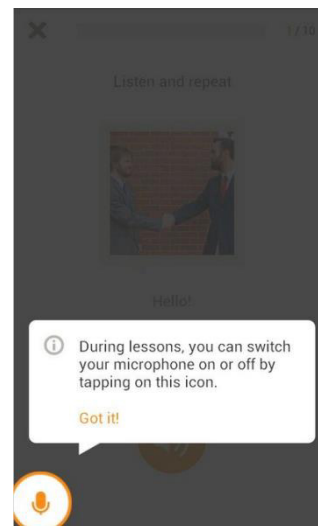 1 / 10
Listen and repeat
Hello!
During lessons, you can switch
your microphone on or off by
tapping on this icon.
Got it!